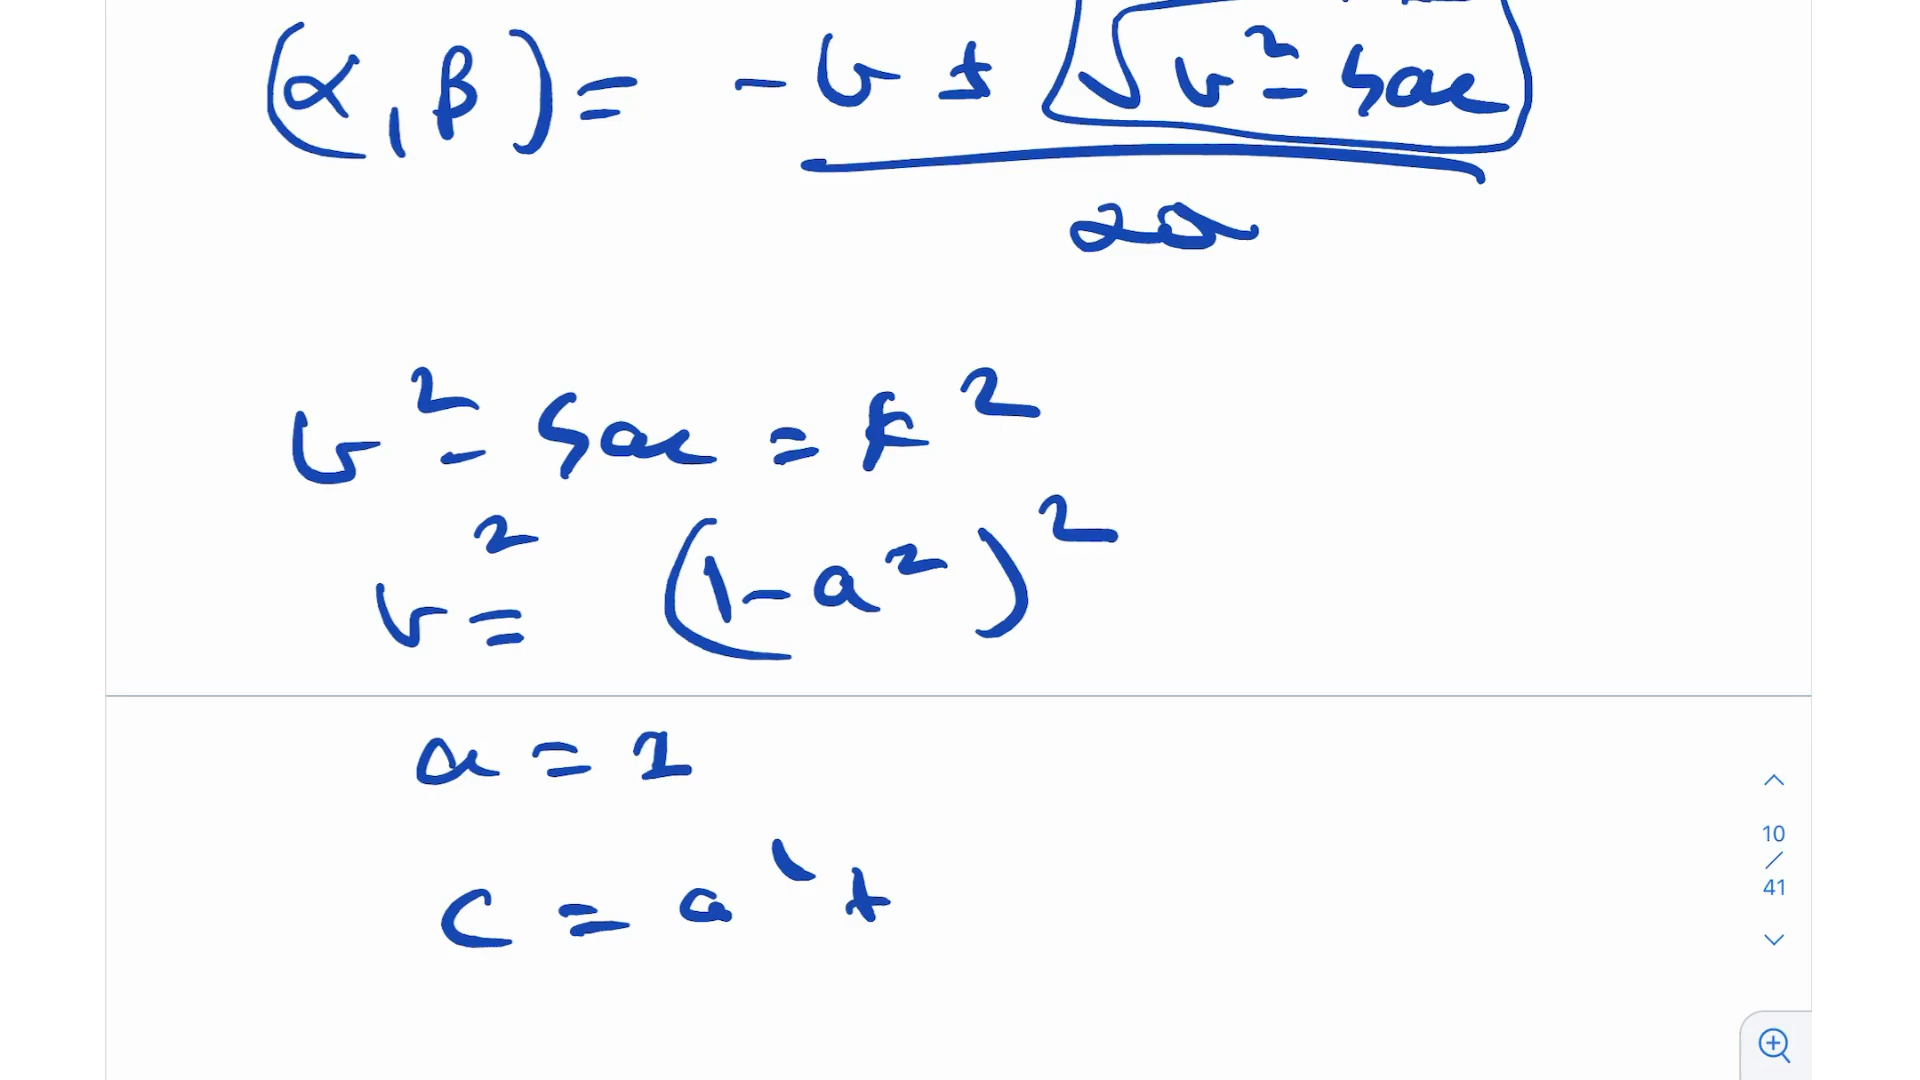 (α, β) = -b ± √b² - 4ac
2a
b² - 4ac = k²
b² = (1 - a²)²
a = 1
c = a
10
/
41